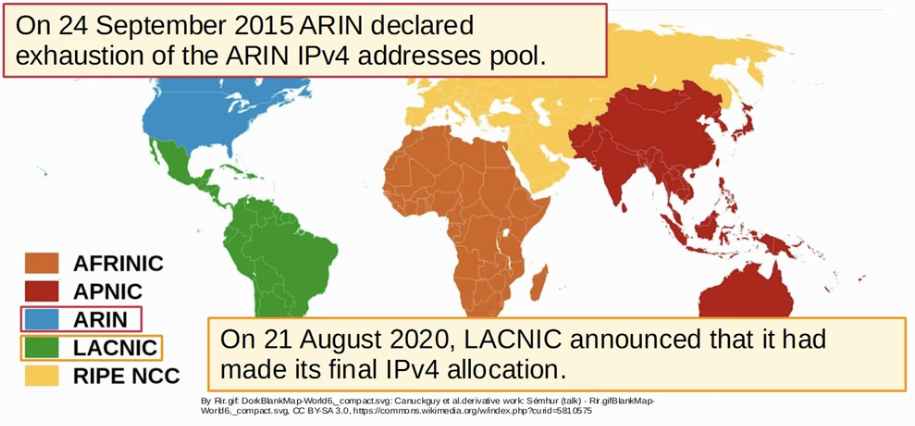 On 24 September 2015 ARIN declared
exhaustion of the ARIN IPv4 addresses pool.
AFRINIC
APNIC
ARIN
LACNIC
RIPE NCC
On 21 August 2020, LACNIC announced that it had
made its final IPv4 allocation.
By Rir.gif: DorkBlankMap-World6,_compact.svg: Canuckguy et al.derivative work: Sémhur (talk) - Rir.gifBlankMap-
World6,_compact.svg, CC BY-SA 3.0, https://commons.wikimedia.org/w/index.php?curid=5810575